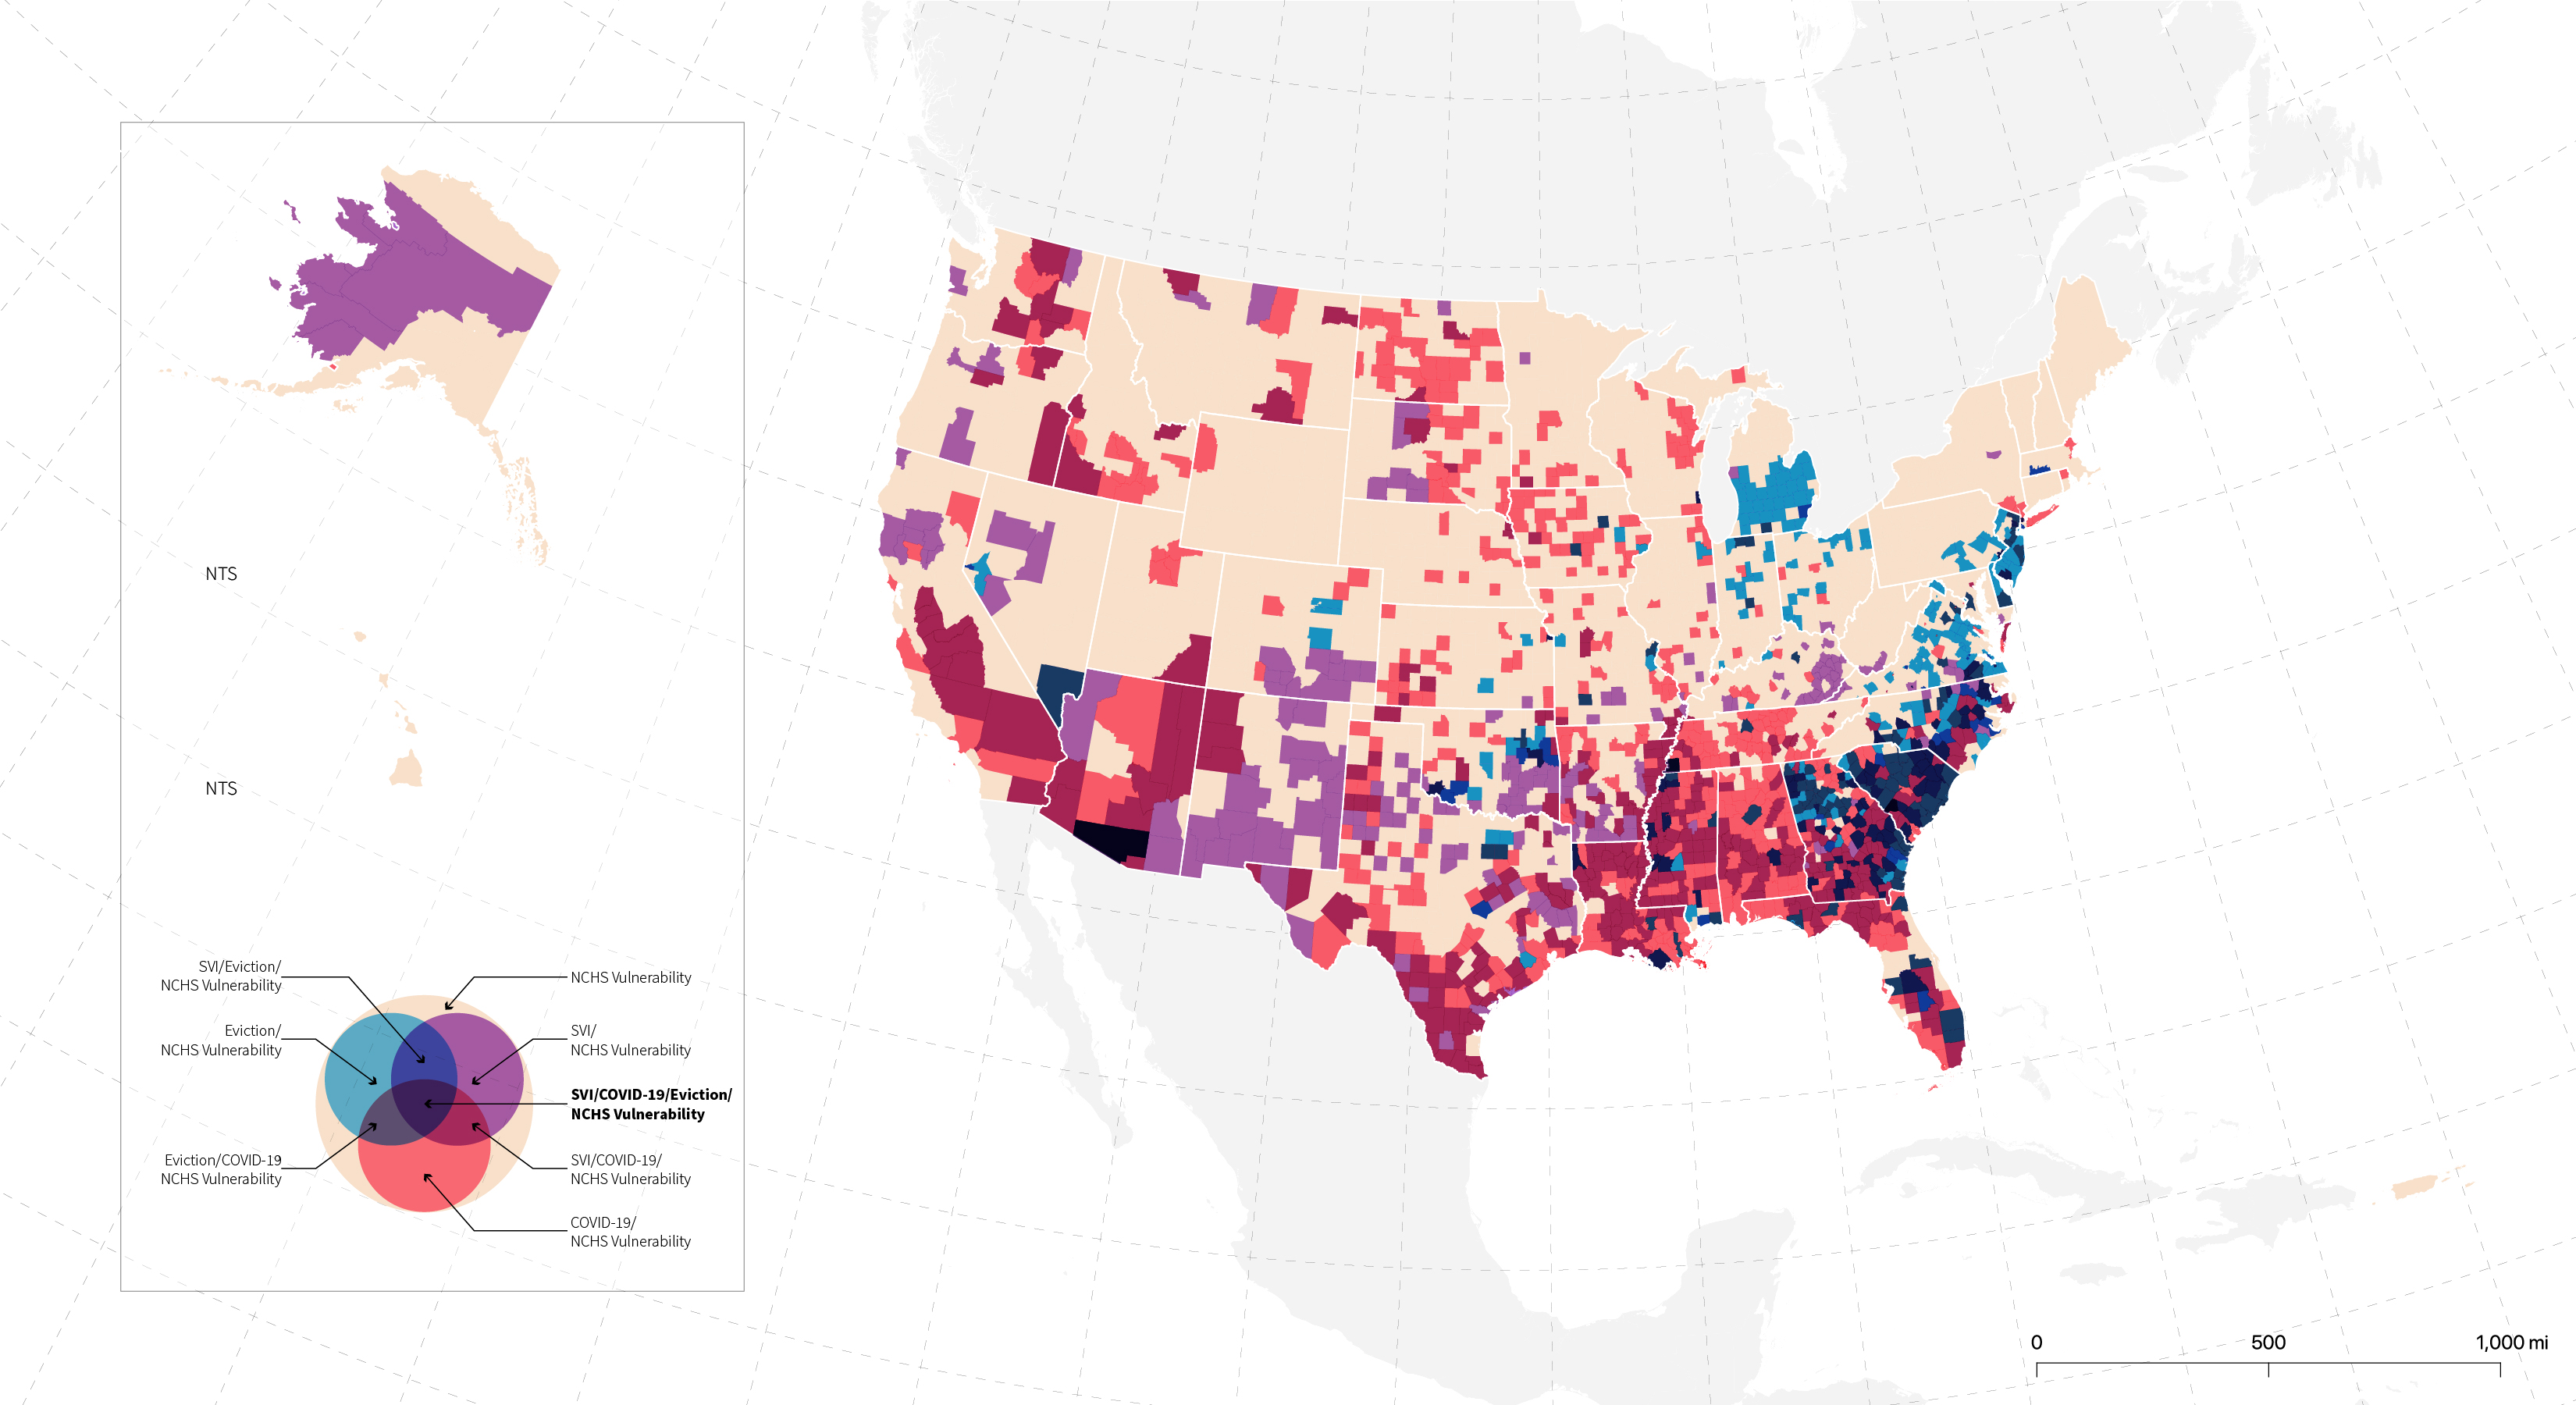 NTS
NTS
SVI/Eviction/
NCHS Vulnerability
Eviction/
NCHS Vulnerability
Eviction/COVID-19
NCHS Vulnerability
NCHS Vulnerability
SVI/
NCHS Vulnerability
SVI/COVID-19/Eviction/
NCHS Vulnerability
SVI/COVID-19/
NCHS Vulnerability
COVID-19/
NCHS Vulnerability
0 500 1,000 mi